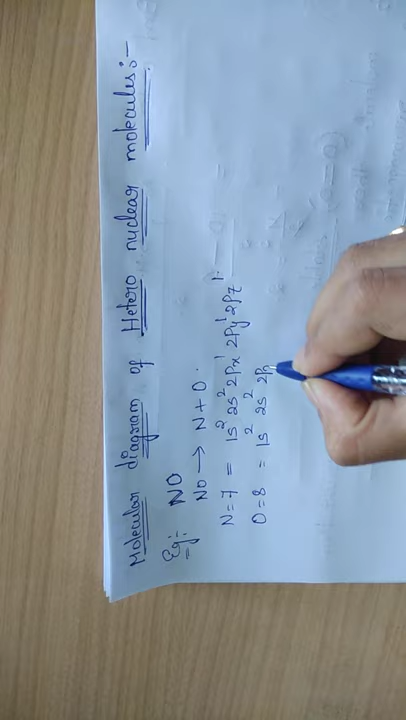 Molecular diagram of Hetero nuclear molecules:-
Eg:- NO
NO → N + O.
N = 7 = 1s² 2s² 2Px¹ 2Py¹ 2Pz¹.
O = 8 = 1s² 2s² 2P